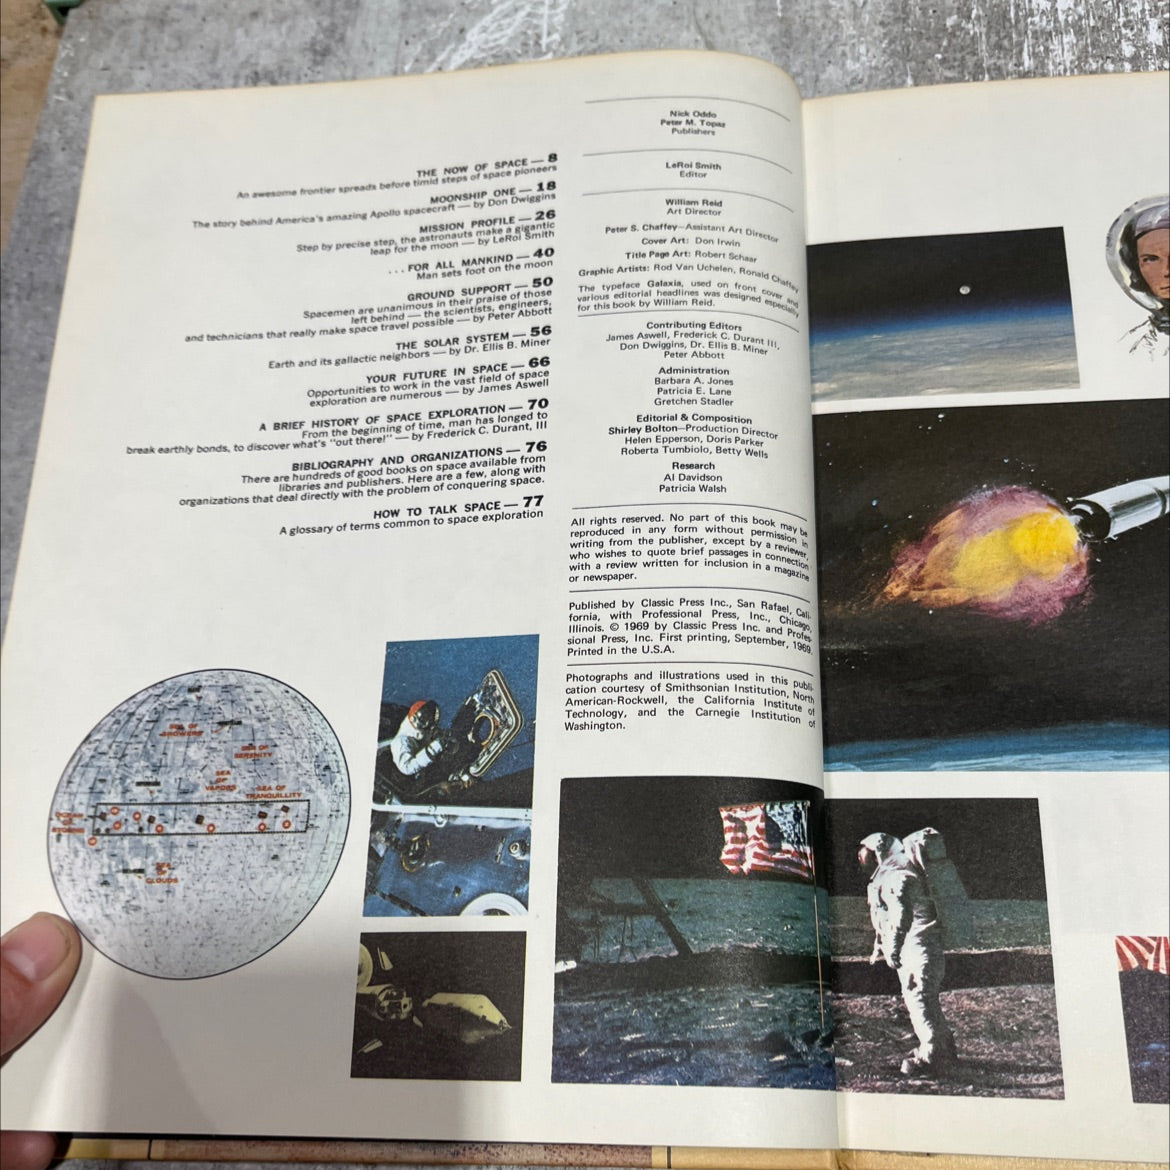 THE NOW OF SPACE — 8
An awesome frontier spreads before timid steps of space pioneers
MOONSHIP ONE — 18
The story behind America's amazing Apollo spacecraft — by Don Dwiggins
MISSION PROFILE — 26
Step by precise step, the astronauts make a gigantic
leap for the moon — by LeRoi Smith
. . . FOR ALL MANKIND — 40
Man sets foot on the moon
GROUND SUPPORT — 50
Spacemen are unanimous in their praise of those
left behind — the scientists, engineers,
and technicians that really make space travel possible — by Peter Abbott
THE SOLAR SYSTEM — 56
Earth and its gallactic neighbors — by Dr. Ellis B. Miner
YOUR FUTURE IN SPACE — 66
Opportunities to work in the vast field of space
exploration are numerous — by James Aswell
A BRIEF HISTORY OF SPACE EXPLORATION — 70
From the beginning of time, man has longed to
break earthly bonds, to discover what's "out there!" — by Frederick C. Durant, III
BIBLIOGRAPHY AND ORGANIZATIONS — 76
There are hundreds of good books on space available from
libraries and publishers. Here are a few, along with
organizations that deal directly with the problem of conquering space.
HOW TO TALK SPACE — 77
A glossary of terms common to space exploration
Nick Oddo
Peter M. Topaz
Publishers
LeRoi Smith
Editor
William Reid
Art Director
Peter S. Chaffey—Assistant Art Director
Cover Art: Don Irwin
Title Page Art: Robert Schaar
Graphic Artists: Rod Van Uchelen, Ronald Chaffey
The typeface Galaxia, used on front cover and
various editorial headlines was designed especially
for this book by William Reid.
Contributing Editors
James Aswell, Frederick C. Durant III,
Don Dwiggins, Dr. Ellis B. Miner
Peter Abbott
Administration
Barbara A. Jones
Patricia E. Lane
Gretchen Stadler
Editorial & Composition
Shirley Bolton—Production Director
Helen Epperson, Doris Parker
Roberta Tumbiolo, Betty Wells
Research
Al Davidson
Patricia Walsh
All rights reserved. No part of this book may be
reproduced in any form without permission in
writing from the publisher, except by a reviewer,
who wishes to quote brief passages in connection
with a review written for inclusion in a magazine
or newspaper.
Published by Classic Press Inc., San Rafael, Cali-
fornia, with Professional Press, Inc., Chicago,
Illinois. © 1969 by Classic Press Inc. and Profes-
sional Press, Inc. First printing, September, 1969.
Printed in the U.S.A.
Photographs and illustrations used in this publi-
cation courtesy of Smithsonian Institution, North
American-Rockwell, the California Institute of
Technology, and the Carnegie Institution of
Washington.
SEA OF
SHOWERS
SEA OF
SERENITY
SEA
OF
VAPORS
SEA OF
TRANQUILLITY
OCEAN
OF
STORMS
SEA
OF
CLOUDS